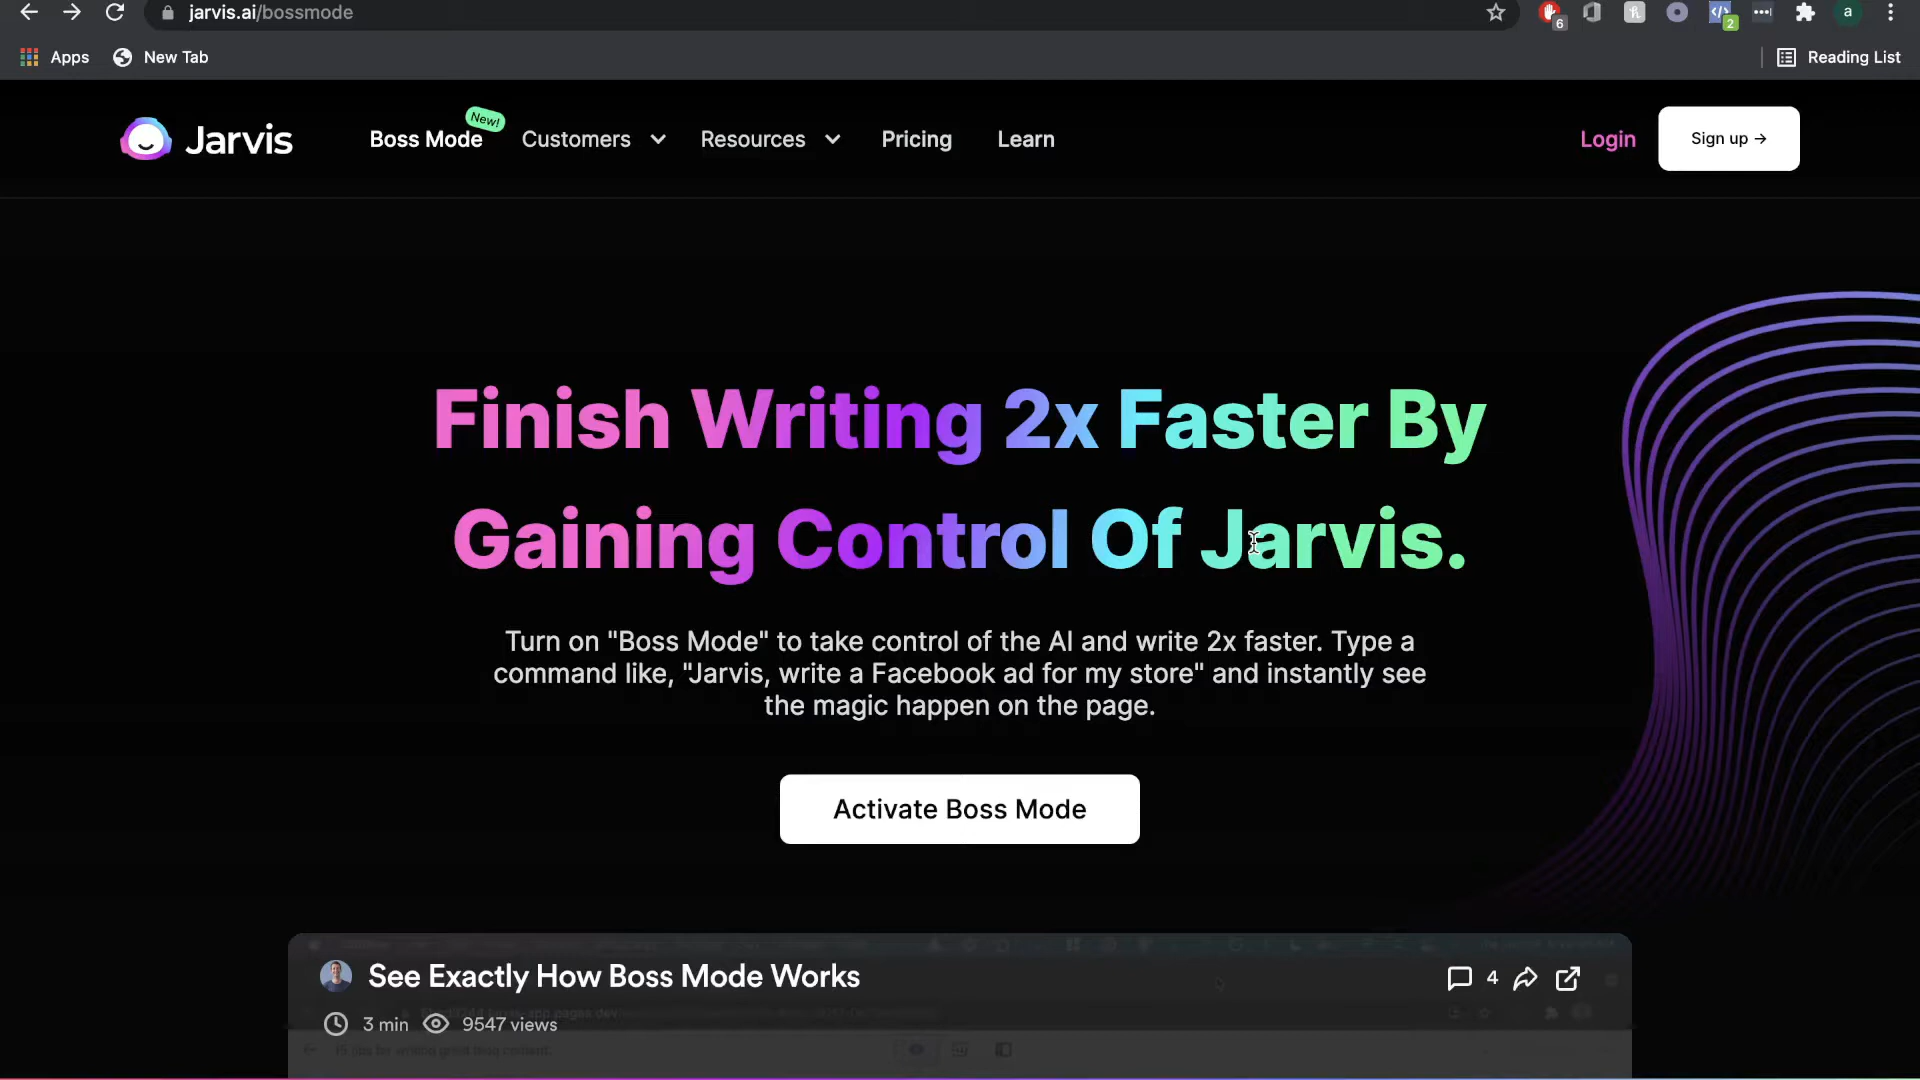 jarvis.ai/bossmode
6
2
a
Apps
New Tab
Reading List
Jarvis
Boss Mode
New!
Customers
Resources
Pricing
Learn
Login
Sign up →
Finish Writing 2x Faster By
Gaining Control Of Jarvis.
Turn on "Boss Mode" to take control of the AI and write 2x faster. Type a
command like, "Jarvis, write a Facebook ad for my store" and instantly see
the magic happen on the page.
Activate Boss Mode
See Exactly How Boss Mode Works
4
3 min
9547 views